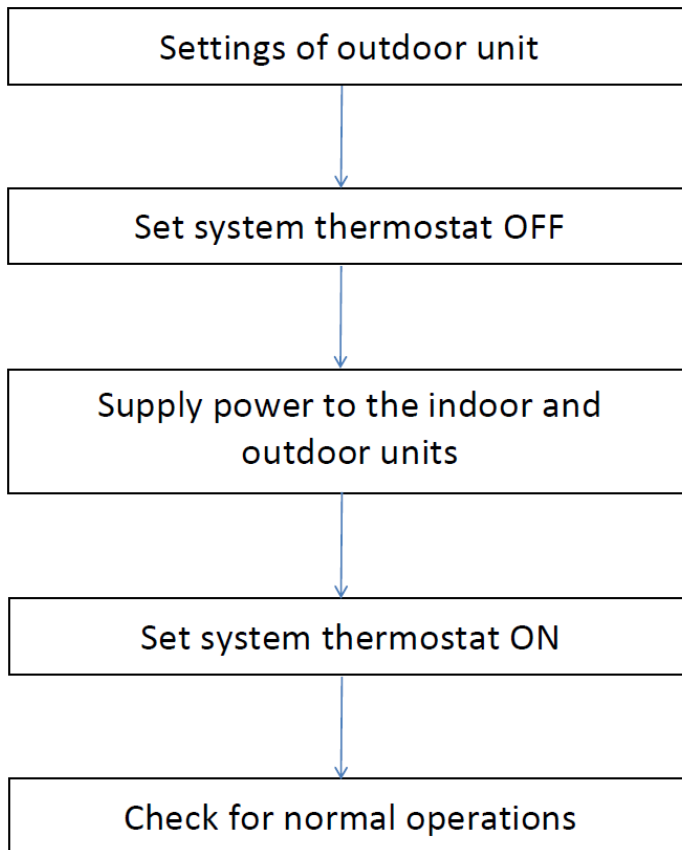 Settings of outdoor unit
Set system thermostat OFF
Supply power to the indoor and
outdoor units
Set system thermostat ON
Check for normal operations